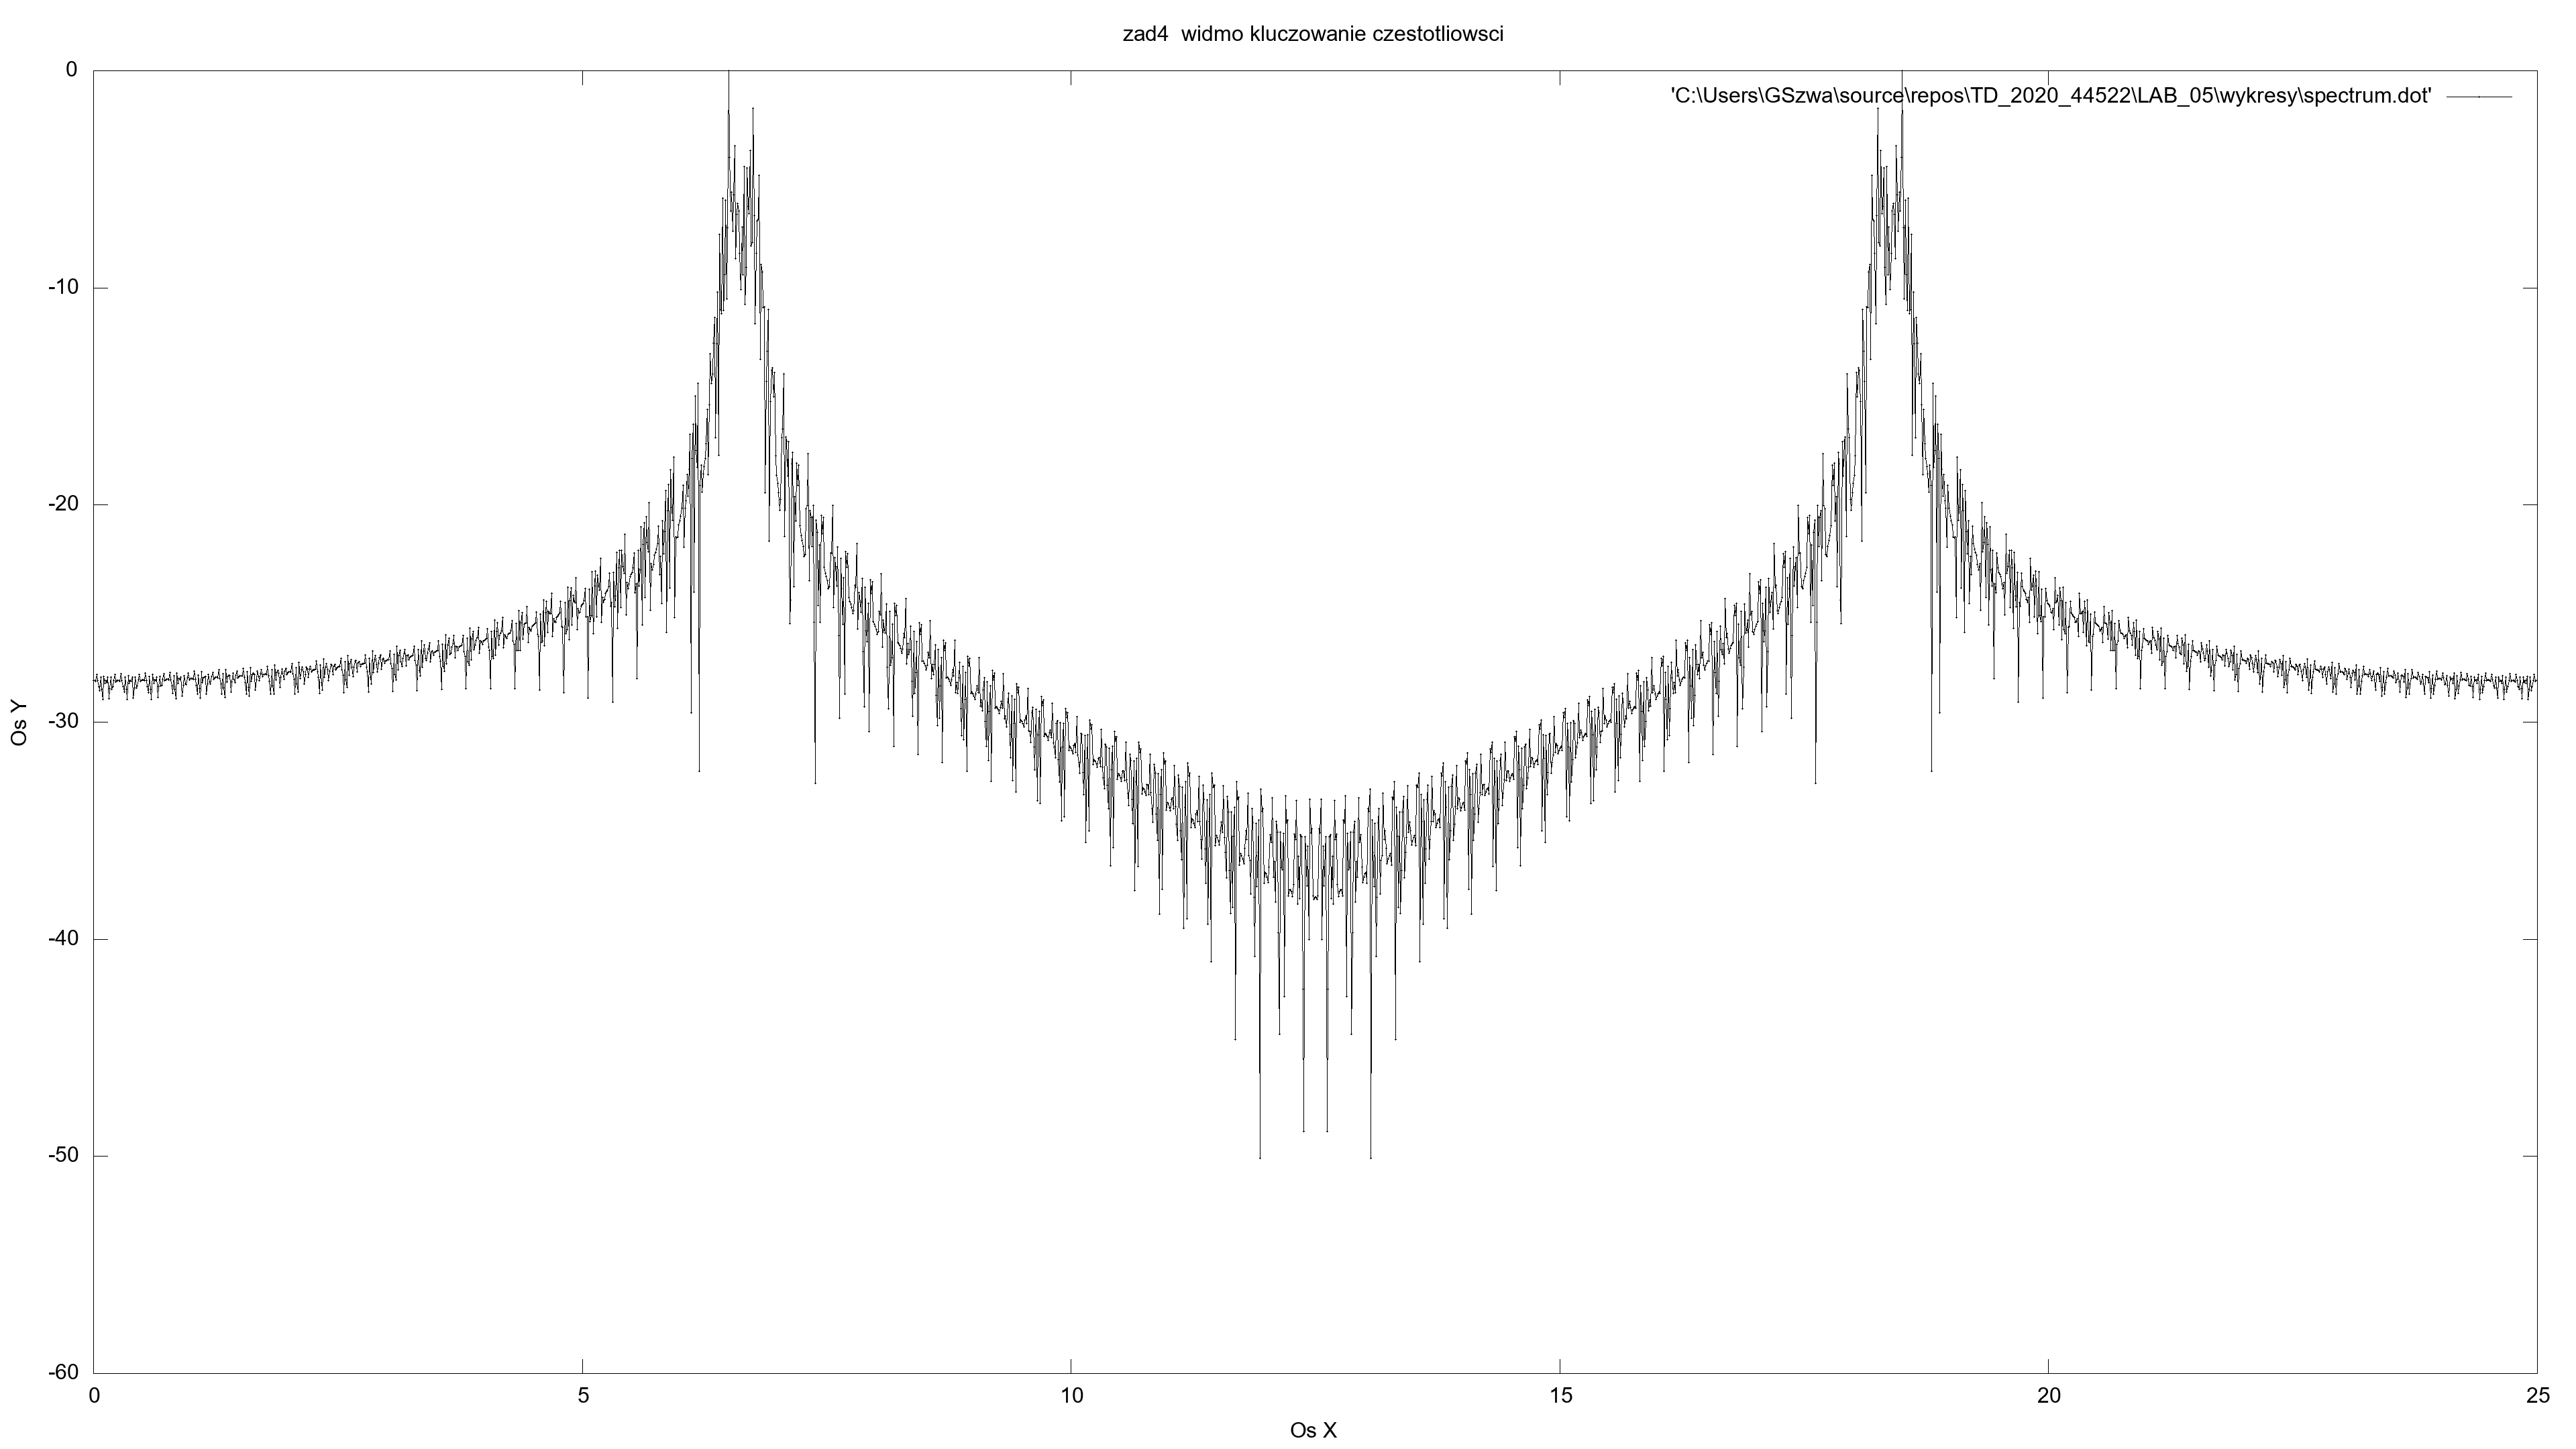 zad4  widmo kluczowanie czestotliowsci
'C:\Users\GSzwa\source\repos\TD_2020_44522\LAB_05\wykresy\spectrum.dot'
0
-10
-20
-30
-40
-50
-60
Os Y
0 5 10 15 20 25
Os X